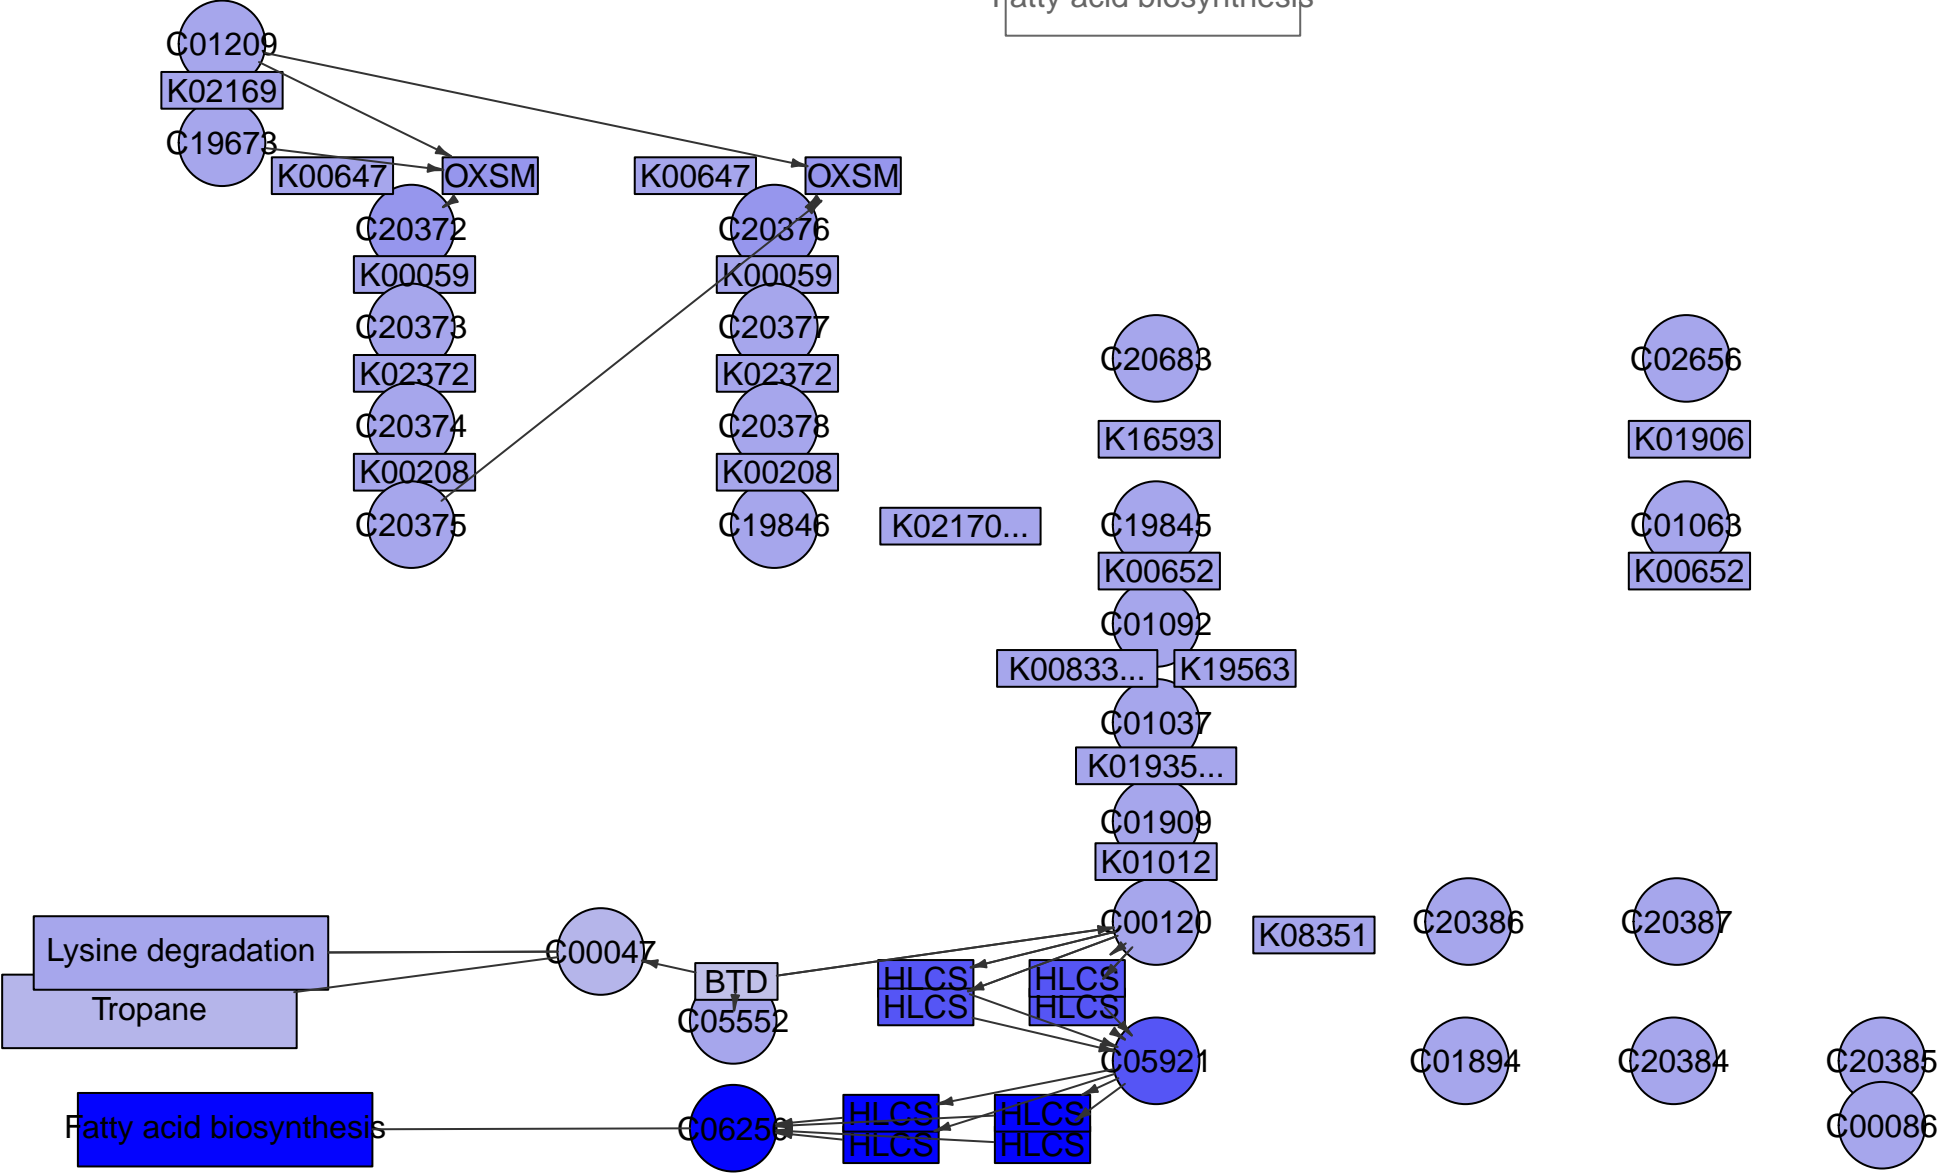 Fatty acid biosynthesis
C01209
K02169
C19673
K00647
OXSM
K00647
OXSM
C20372
C20376
K00059
K00059
C20373
C20377
C20683
C02656
K02372
K02372
C20374
C20378
K16593
K01906
K00208
K00208
C20375
C19846
K02170...
C19845
C01063
K00652
K00652
C01092
K00833...
K19563
C01037
K01935...
C01909
K01012
C00120
K08351
C20386
C20387
Lysine degradation
C00047
BTD
HLCS
HLCS
Tropane
HLCS
HLCS
C05552
C05921
C01894
C20384
C20385
Fatty acid biosynthesis
C06250
HLCS
HLCS
HLCS
HLCS
C00086